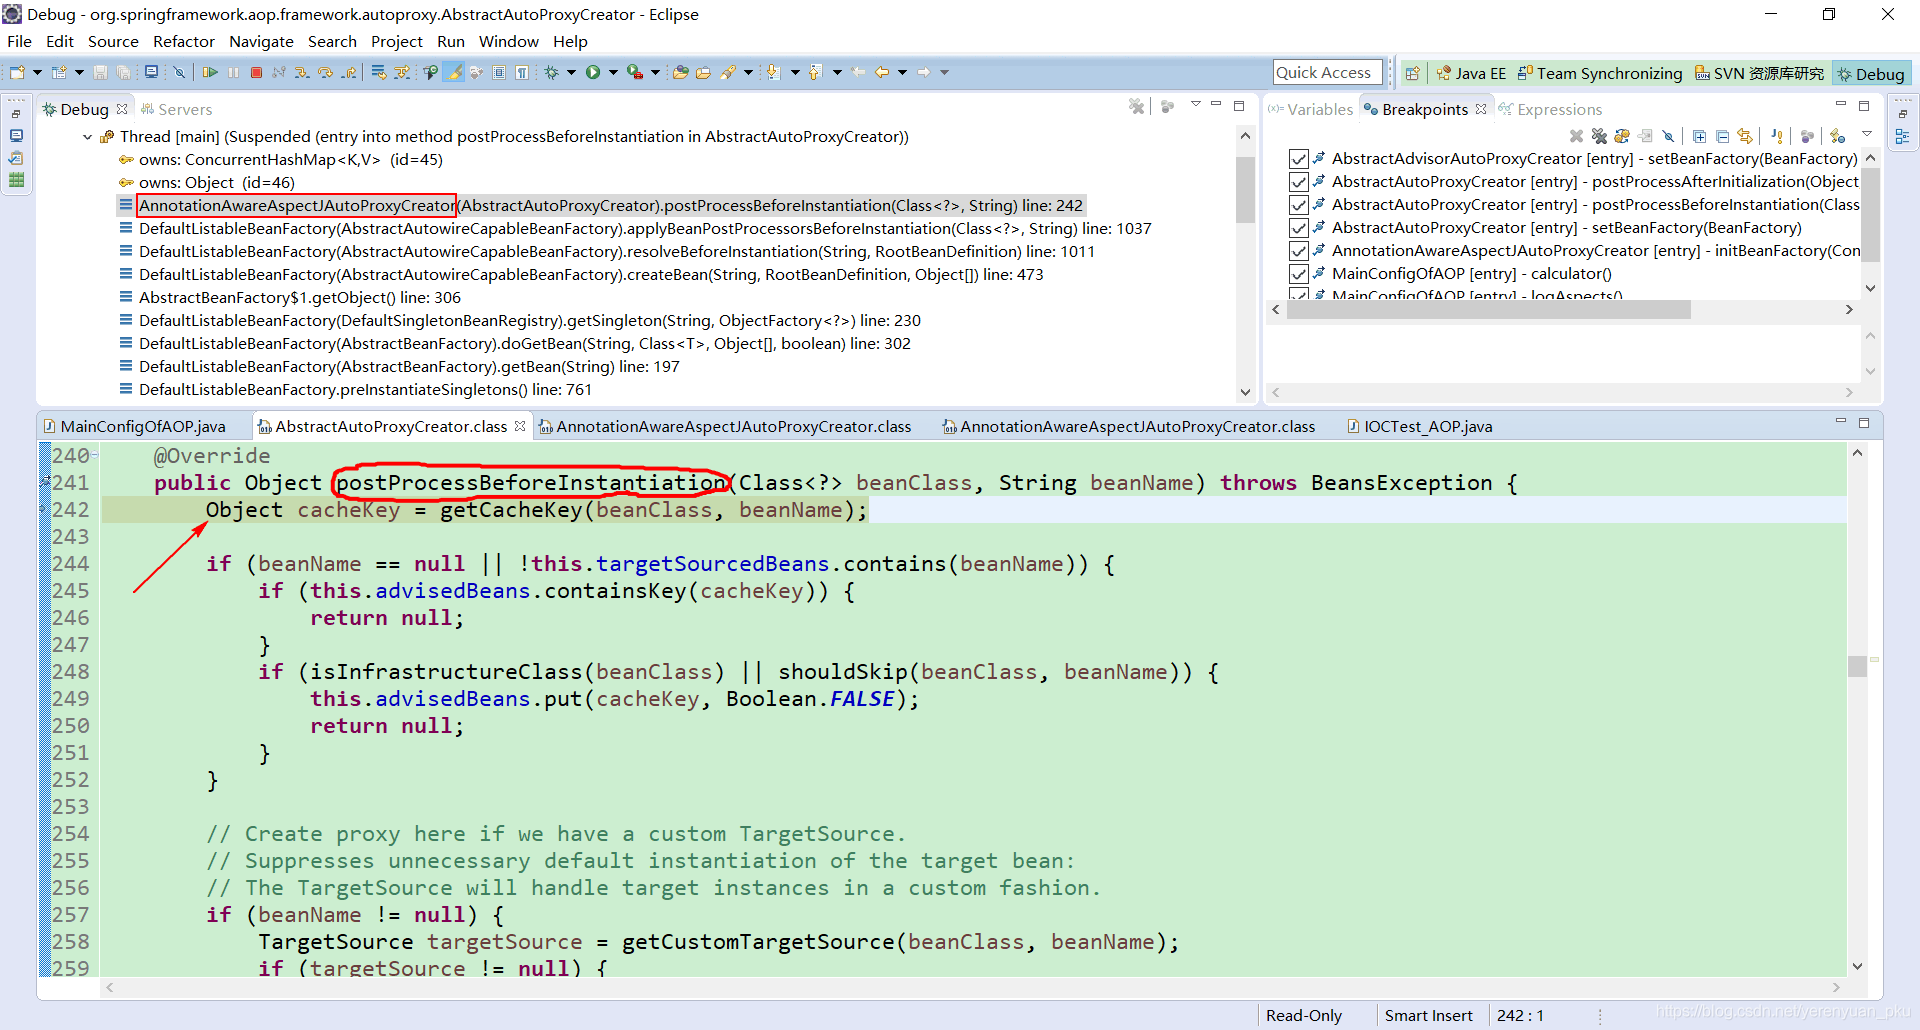 Debug - org.springframework.aop.framework.autoproxy.AbstractAutoProxyCreator - Eclipse
File Edit Source Refactor Navigate Search Project Run Window Help
Quick Access
Java EE
Team Synchronizing
SVN 资源库研究
Debug
Debug
Servers
Thread [main] (Suspended (entry into method postProcessBeforeInstantiation in AbstractAutoProxyCreator))
owns: ConcurrentHashMap<K,V> (id=45)
owns: Object (id=46)
AnnotationAwareAspectJAutoProxyCreator(AbstractAutoProxyCreator).postProcessBeforeInstantiation(Class<?>, String) line: 242
DefaultListableBeanFactory(AbstractAutowireCapableBeanFactory).applyBeanPostProcessorsBeforeInstantiation(Class<?>, String) line: 1037
DefaultListableBeanFactory(AbstractAutowireCapableBeanFactory).resolveBeforeInstantiation(String, RootBeanDefinition) line: 1011
DefaultListableBeanFactory(AbstractAutowireCapableBeanFactory).createBean(String, RootBeanDefinition, Object[]) line: 473
AbstractBeanFactory$1.getObject() line: 306
DefaultListableBeanFactory(DefaultSingletonBeanRegistry).getSingleton(String, ObjectFactory<?>) line: 230
DefaultListableBeanFactory(AbstractBeanFactory).doGetBean(String, Class<T>, Object[], boolean) line: 302
DefaultListableBeanFactory(AbstractBeanFactory).getBean(String) line: 197
DefaultListableBeanFactory.preInstantiateSingletons() line: 761
(x)= Variables
Breakpoints
Expressions
AbstractAdvisorAutoProxyCreator [entry] - setBeanFactory(BeanFactory)
AbstractAutoProxyCreator [entry] - postProcessAfterInitialization(Object
AbstractAutoProxyCreator [entry] - postProcessBeforeInstantiation(Class
AbstractAutoProxyCreator [entry] - setBeanFactory(BeanFactory)
AnnotationAwareAspectJAutoProxyCreator [entry] - initBeanFactory(Con
MainConfigOfAOP [entry] - calculator()
MainConfigOfAOP [entry] - logAspects()
MainConfigOfAOP.java
AbstractAutoProxyCreator.class
AnnotationAwareAspectJAutoProxyCreator.class
AnnotationAwareAspectJAutoProxyCreator.class
IOCTest_AOP.java
240 @Override
241 public Object postProcessBeforeInstantiation(Class<?> beanClass, String beanName) throws BeansException {
242 Object cacheKey = getCacheKey(beanClass, beanName);
243
244 if (beanName == null || !this.targetSourcedBeans.contains(beanName)) {
245 if (this.advisedBeans.containsKey(cacheKey)) {
246 return null;
247 }
248 if (isInfrastructureClass(beanClass) || shouldSkip(beanClass, beanName)) {
249 this.advisedBeans.put(cacheKey, Boolean.FALSE);
250 return null;
251 }
252 }
253
254 // Create proxy here if we have a custom TargetSource.
255 // Suppresses unnecessary default instantiation of the target bean:
256 // The TargetSource will handle target instances in a custom fashion.
257 if (beanName != null) {
258 TargetSource targetSource = getCustomTargetSource(beanClass, beanName);
259 if (targetSource != null) {
Read-Only
Smart Insert
242 : 1
https://blog.csdn.net/yerenyuan_pku